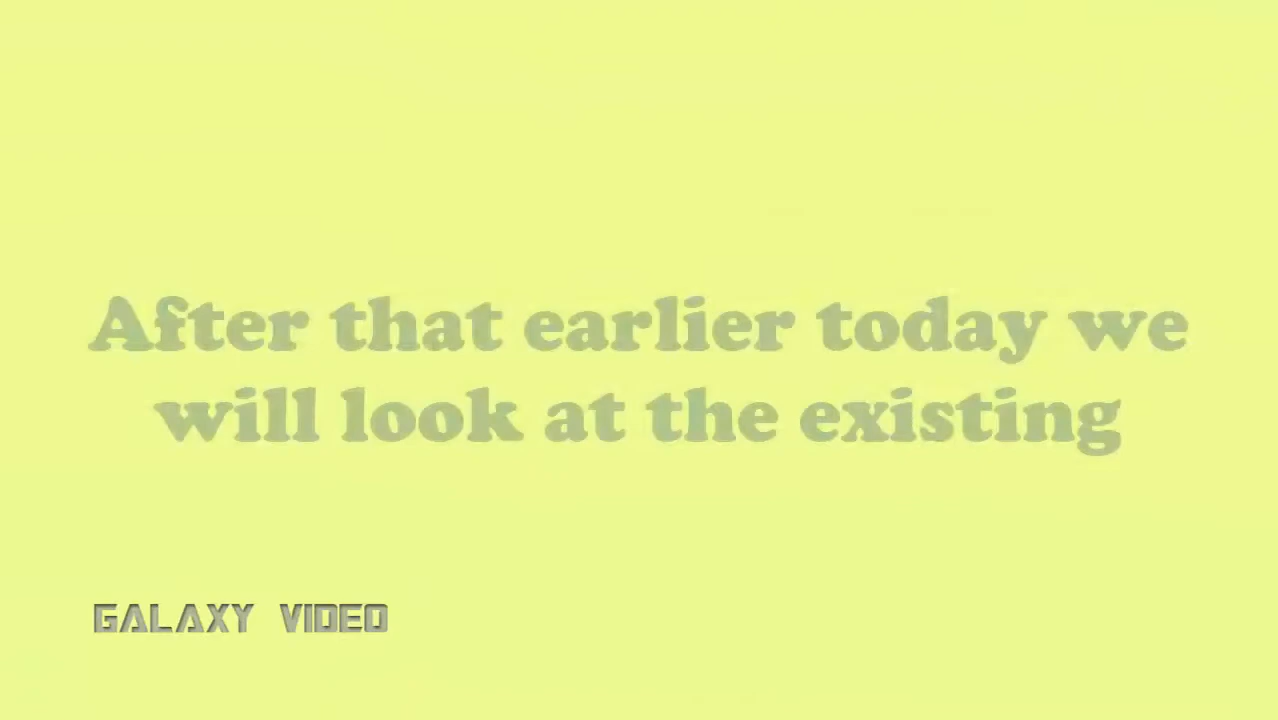 After that earlier today we
will look at the existing
GALAXY VIDEO